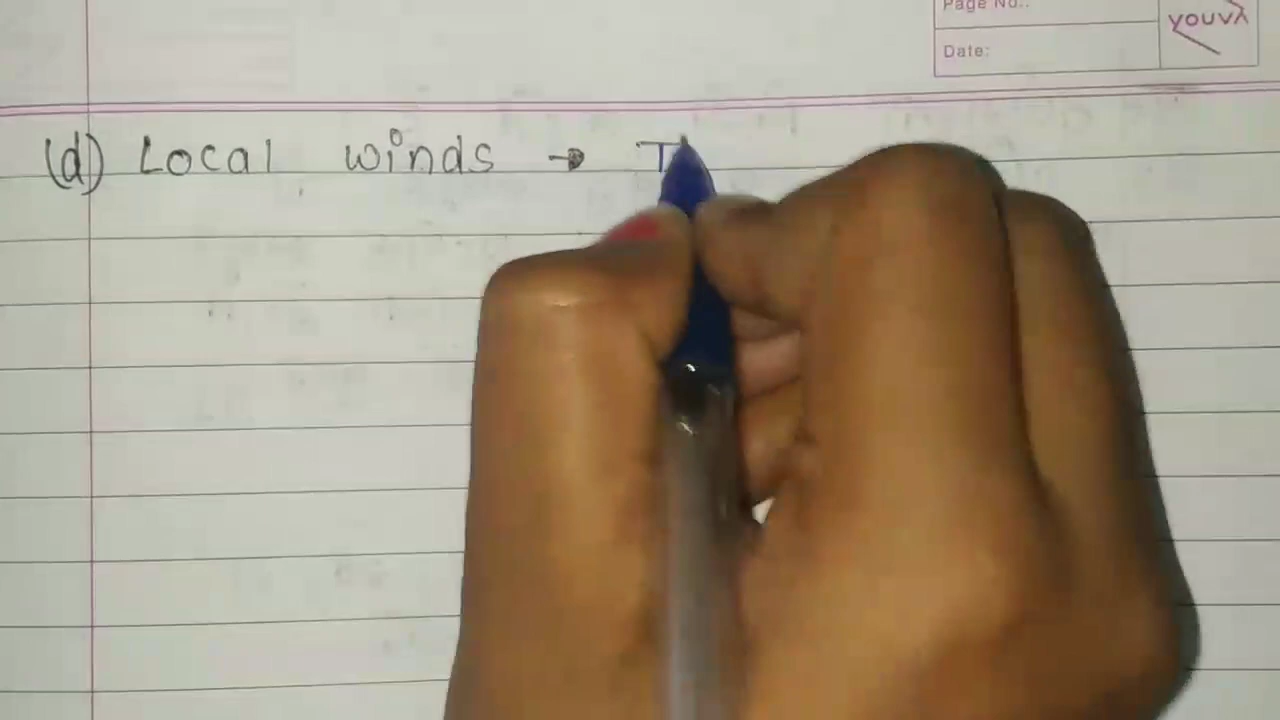 Page No.:
youva
Date:
(d) Local winds → T